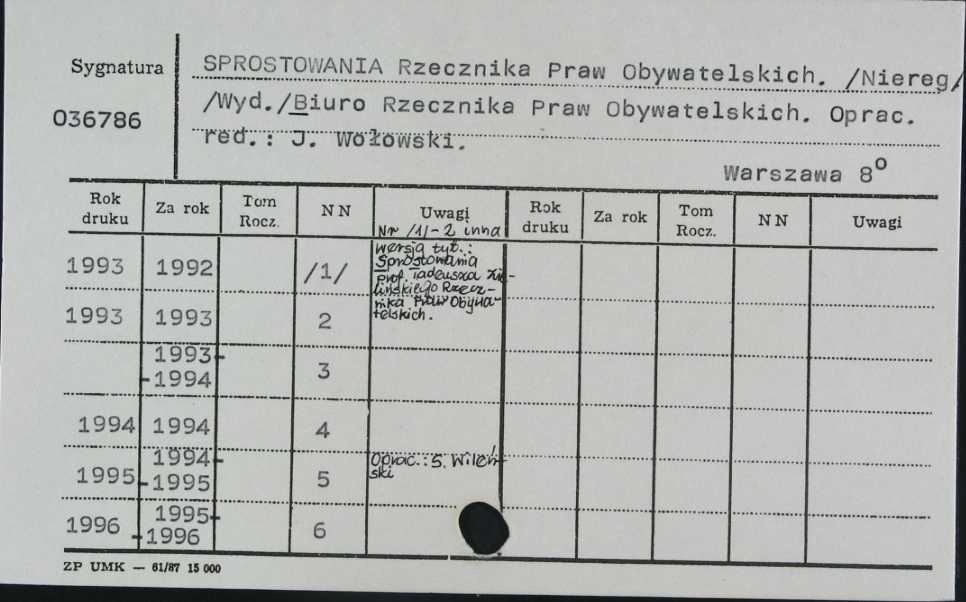 Sygnatura
036786
SPROSTOWANIA Rzecznika Praw Obywatelskich. /Niereg/
/Wyd./Biuro Rzecznika Praw Obywatelskich. Oprac.
red.: J. Wołowski.
Warszawa 8°
Rok druku Za rok Tom Rocz. NN Uwagi Rok druku Za rok Tom Rocz. NN Uwagi
Nr /1/-2 inna
wersja tyt.:
Sprostowania
prof. Tadeusza Zie-
lińskiego Rzecz-
nika Praw Obywa-
telskich.
1993 1992 /1/
1993 1993 2
1993-
-1994 3
1994 1994 4
1994-
1995 -1995 5
Oprac.: S. Wileń-
ski
1995-
1996 -1996 6
ZP UMK — 61/87 15 000